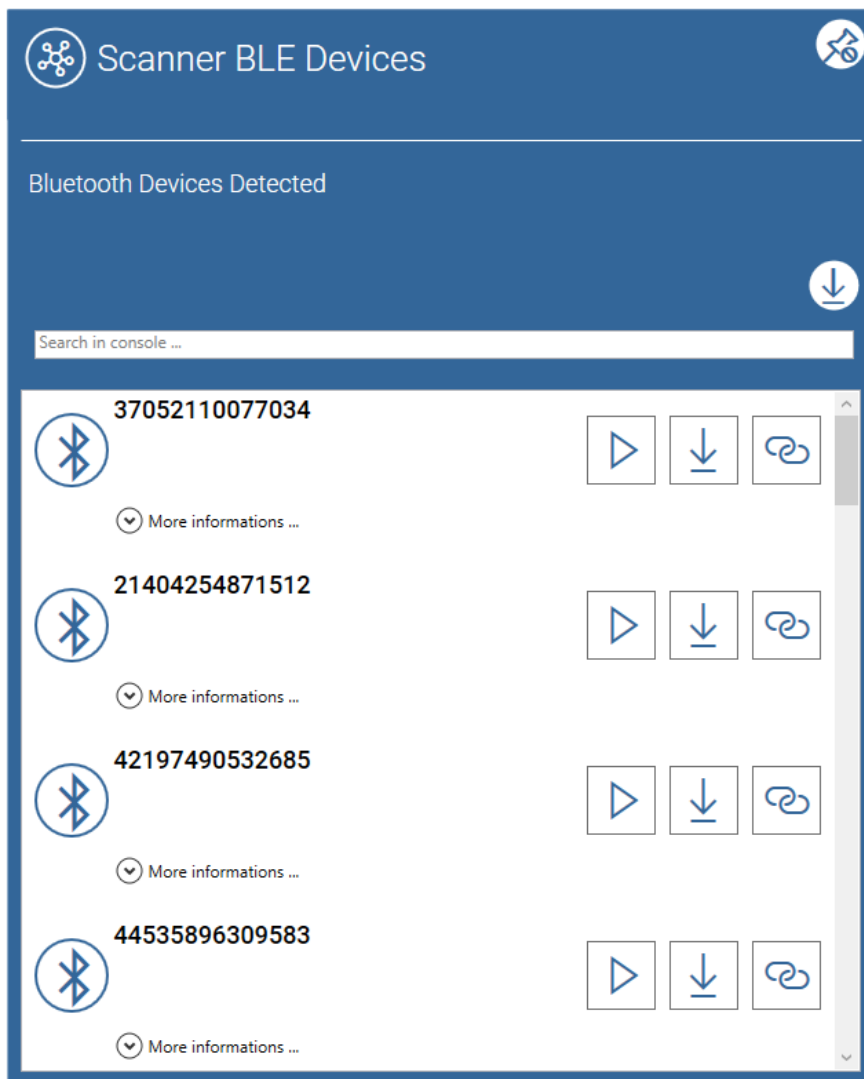 Scanner BLE Devices
Bluetooth Devices Detected
Search in console ...
37052110077034
More informations ...
21404254871512
More informations ...
42197490532685
More informations ...
44535896309583
More informations ...